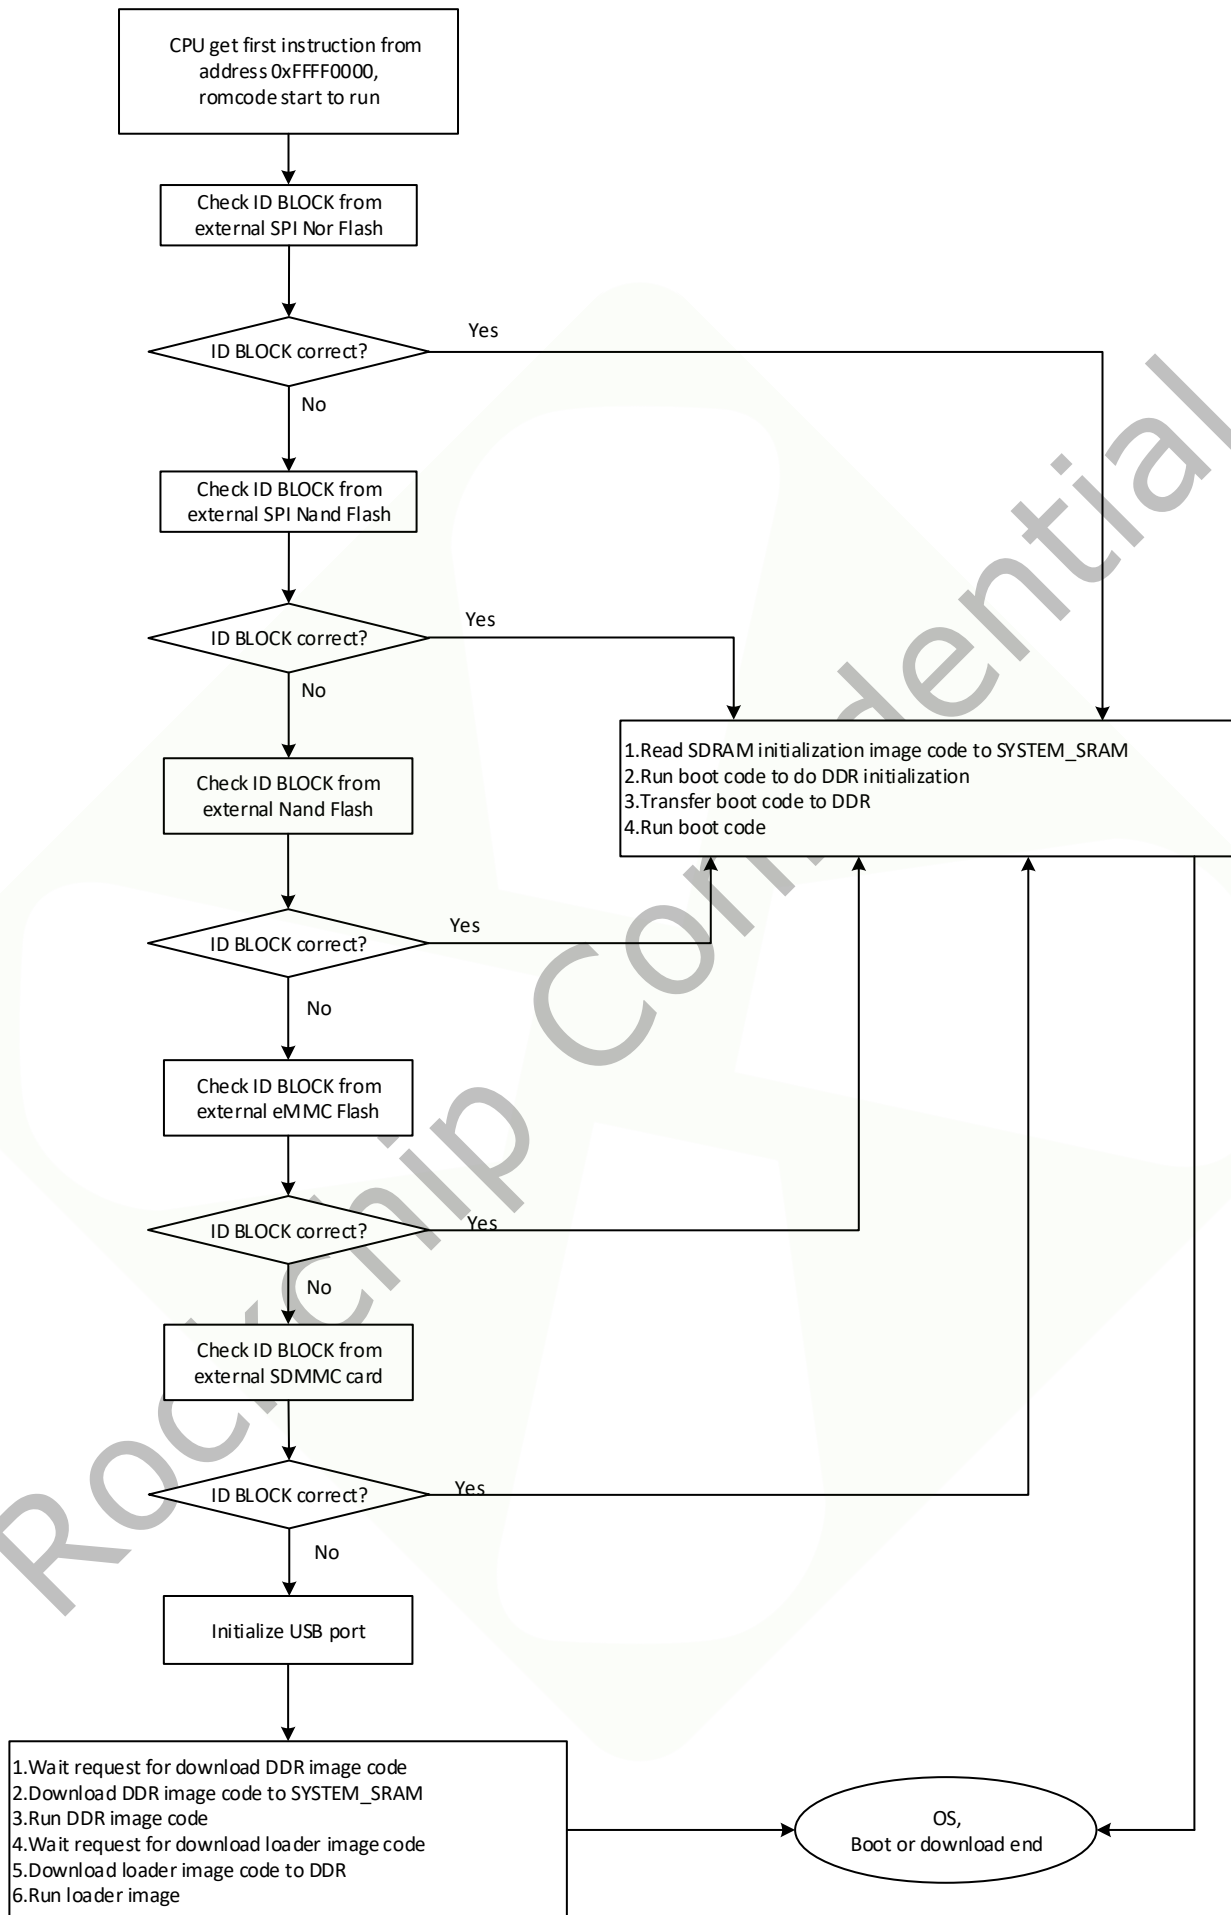 CPU get first instruction from
address 0xFFFF0000,
romcode start to run
Check ID BLOCK from
external SPI Nor Flash
ID BLOCK correct?
Yes
No
Check ID BLOCK from
external SPI Nand Flash
ID BLOCK correct?
Yes
No
Check ID BLOCK from
external Nand Flash
1.Read SDRAM initialization image code to SYSTEM_SRAM
2.Run boot code to do DDR initialization
3.Transfer boot code to DDR
4.Run boot code
ID BLOCK correct?
Yes
No
Check ID BLOCK from
external eMMC Flash
ID BLOCK correct?
Yes
No
Check ID BLOCK from
external SDMMC card
ID BLOCK correct?
Yes
No
Initialize USB port
1.Wait request for download DDR image code
2.Download DDR image code to SYSTEM_SRAM
3.Run DDR image code
4.Wait request for download loader image code
5.Download loader image code to DDR
6.Run loader image
OS,
Boot or download end
Rockchip Confidential